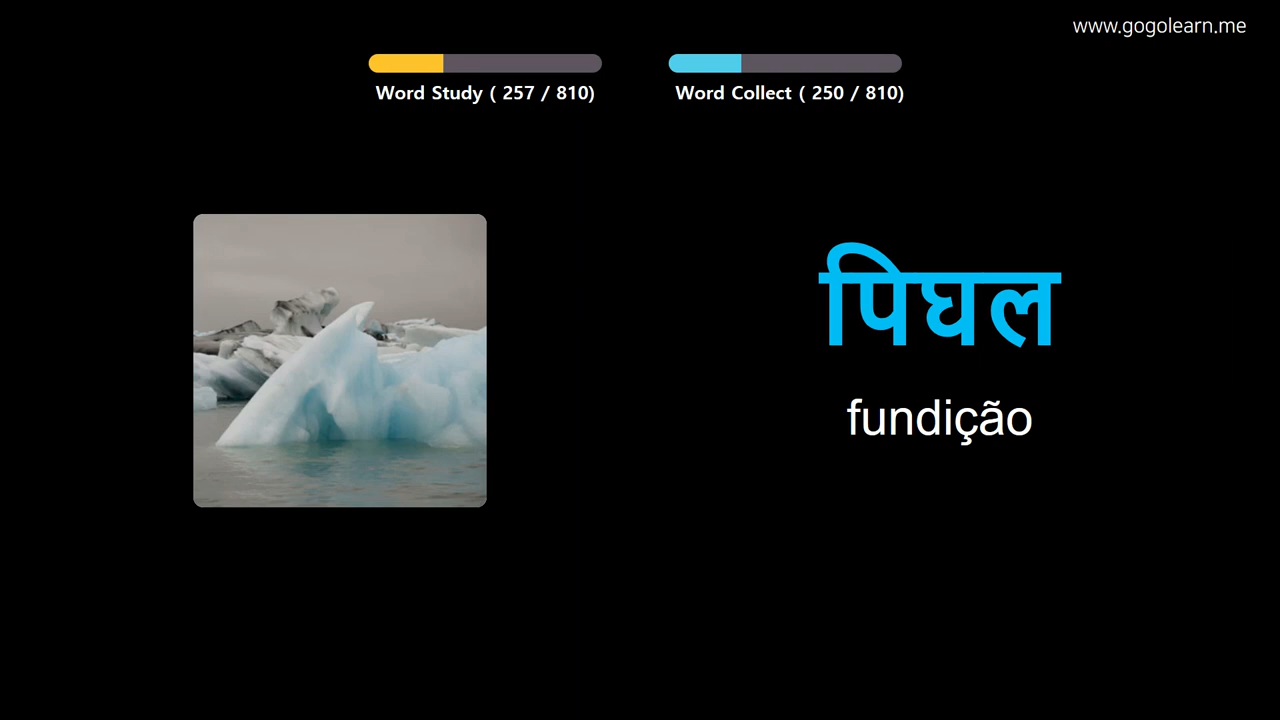 www.gogolearn.me
Word Study ( 257 / 810)
Word Collect ( 250 / 810)
पिघल
fundição